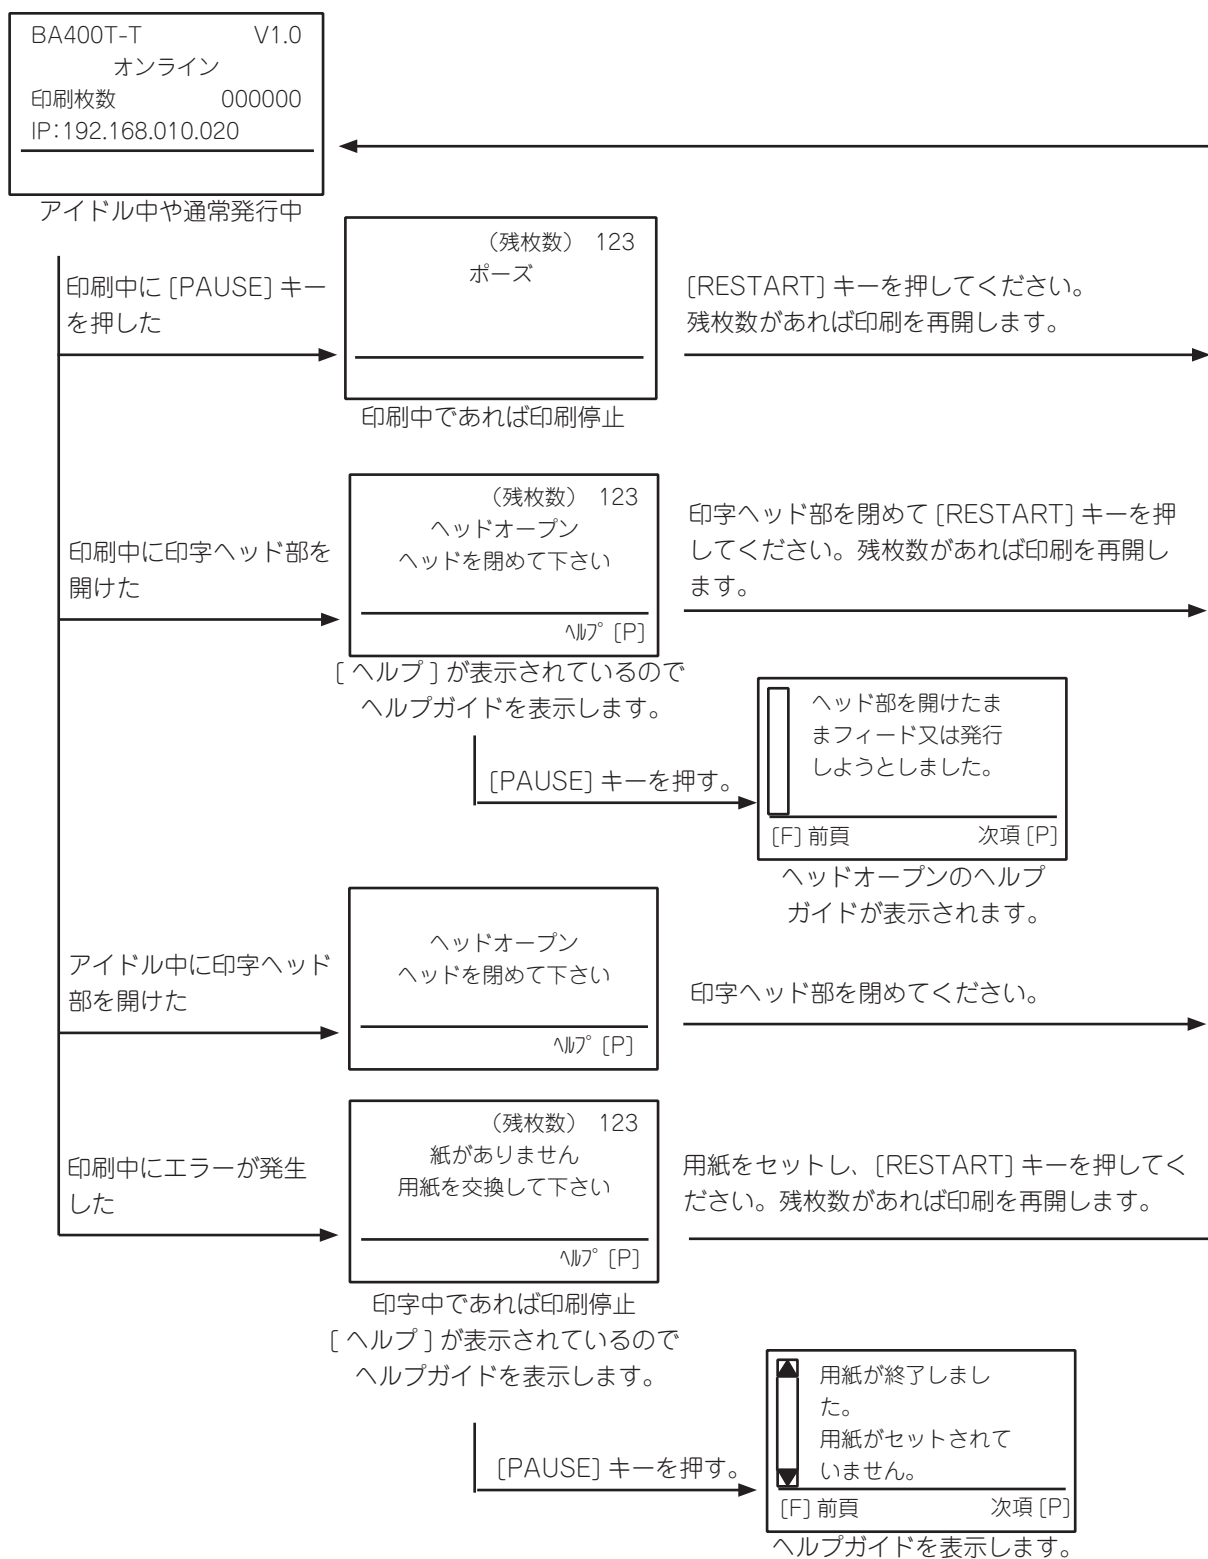 BA400T-T V1.0
オンライン
印刷枚数 000000
IP:192.168.010.020
アイドル中や通常発行中
印刷中に [PAUSE] キー
を押した
（残枚数） 123
ポーズ
印刷中であれば印刷停止
[RESTART] キーを押してください。
残枚数があれば印刷を再開します。
印刷中に印字ヘッド部を
開けた
（残枚数） 123
ヘッドオープン
ヘッドを閉めて下さい
ﾍﾙﾌﾟ [P]
[ ヘルプ ] が表示されているので
ヘルプガイドを表示します。
印字ヘッド部を閉めて [RESTART] キーを押
してください。残枚数があれば印刷を再開し
ます。
[PAUSE] キーを押す。
ヘッド部を開けたま
まフィード又は発行
しようとしました。
[F] 前頁 次項 [P]
ヘッドオープンのヘルプ
ガイドが表示されます。
アイドル中に印字ヘッド
部を開けた
ヘッドオープン
ヘッドを閉めて下さい
ﾍﾙﾌﾟ [P]
印字ヘッド部を閉めてください。
印刷中にエラーが発生
した
（残枚数） 123
紙がありません
用紙を交換して下さい
ﾍﾙﾌﾟ [P]
印字中であれば印刷停止
[ ヘルプ ] が表示されているので
ヘルプガイドを表示します。
用紙をセットし、[RESTART] キーを押してく
ださい。残枚数があれば印刷を再開します。
[PAUSE] キーを押す。
用紙が終了しまし
た。
用紙がセットされて
いません。
[F] 前頁 次項 [P]
ヘルプガイドを表示します。